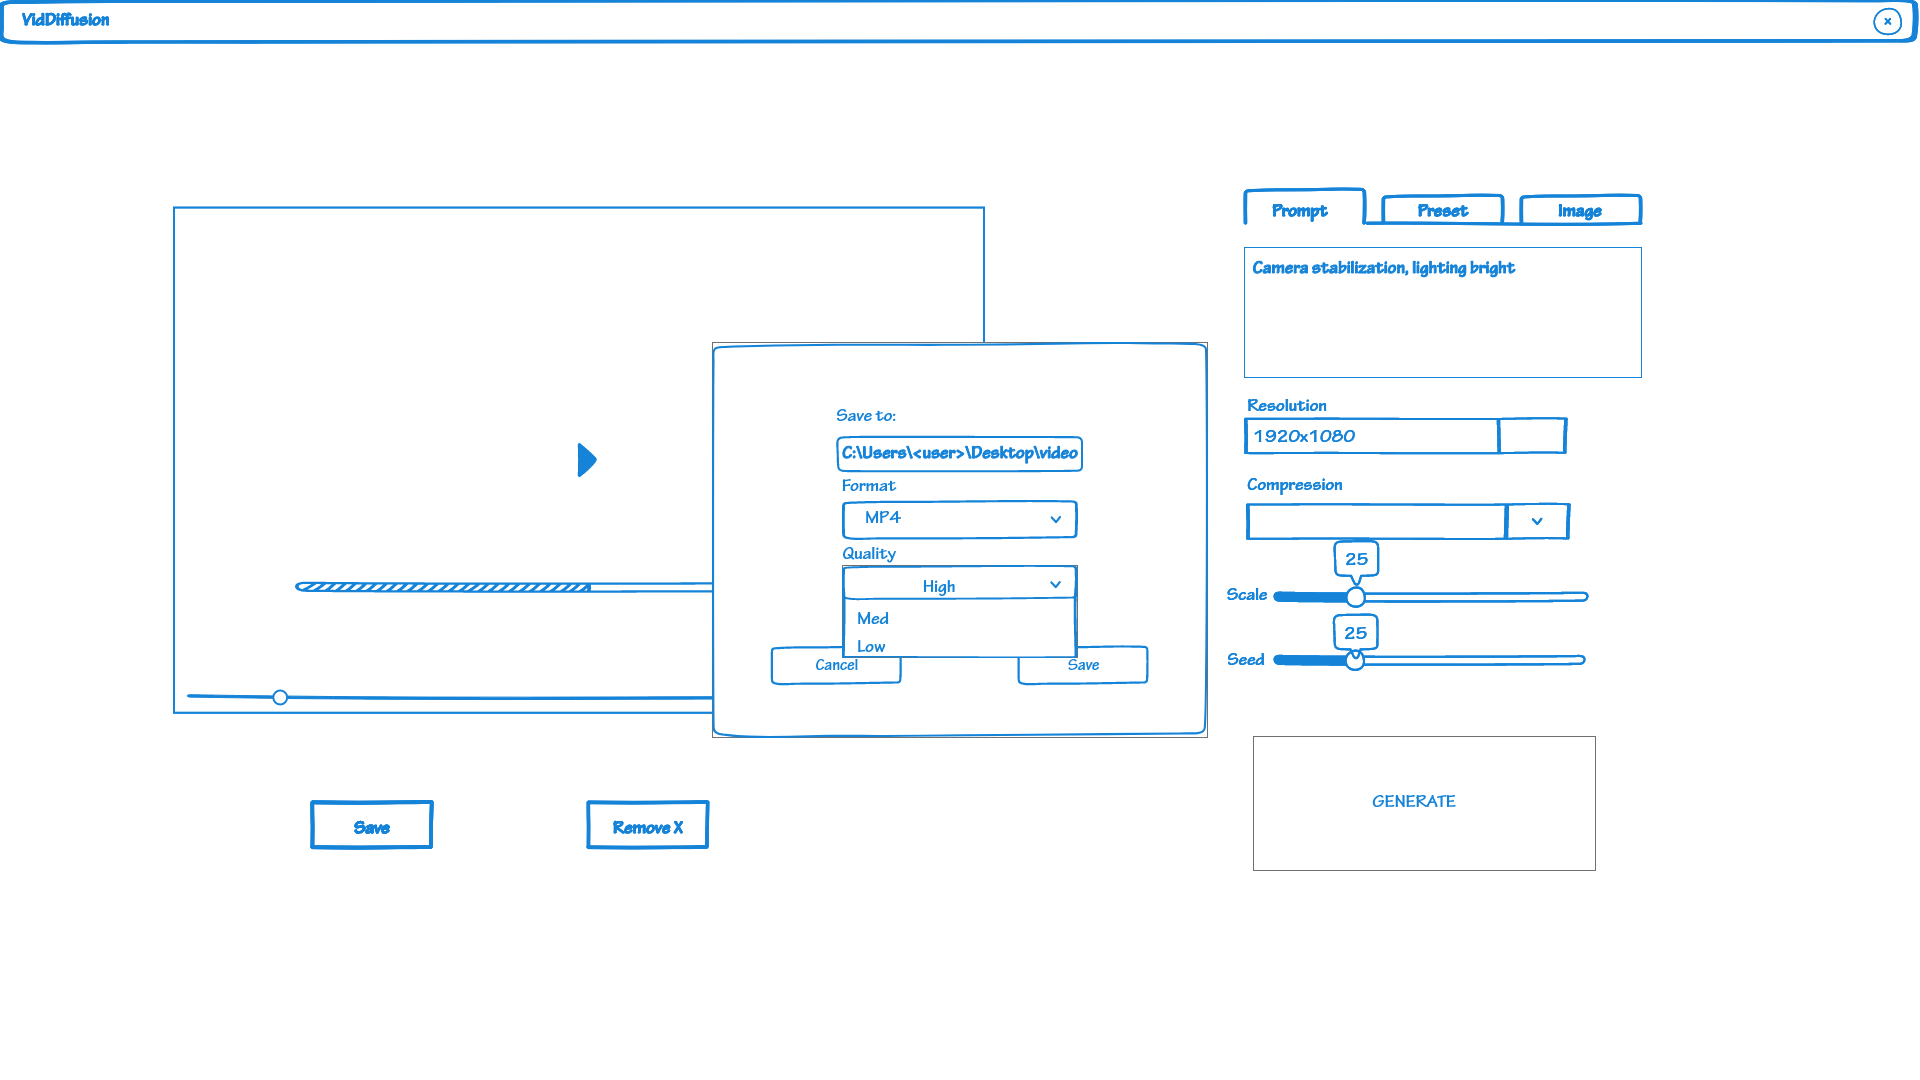 VidDiffusion
×
Prompt
Preset
Image
Camera stabilization, lighting bright
Resolution
1920x1080
Compression
25
Scale
25
Seed
GENERATE
Save to:
C:\Users\<user>\Desktop\video
Format
MP4
Quality
High
Med
Low
Cancel
Save
Save
Remove X